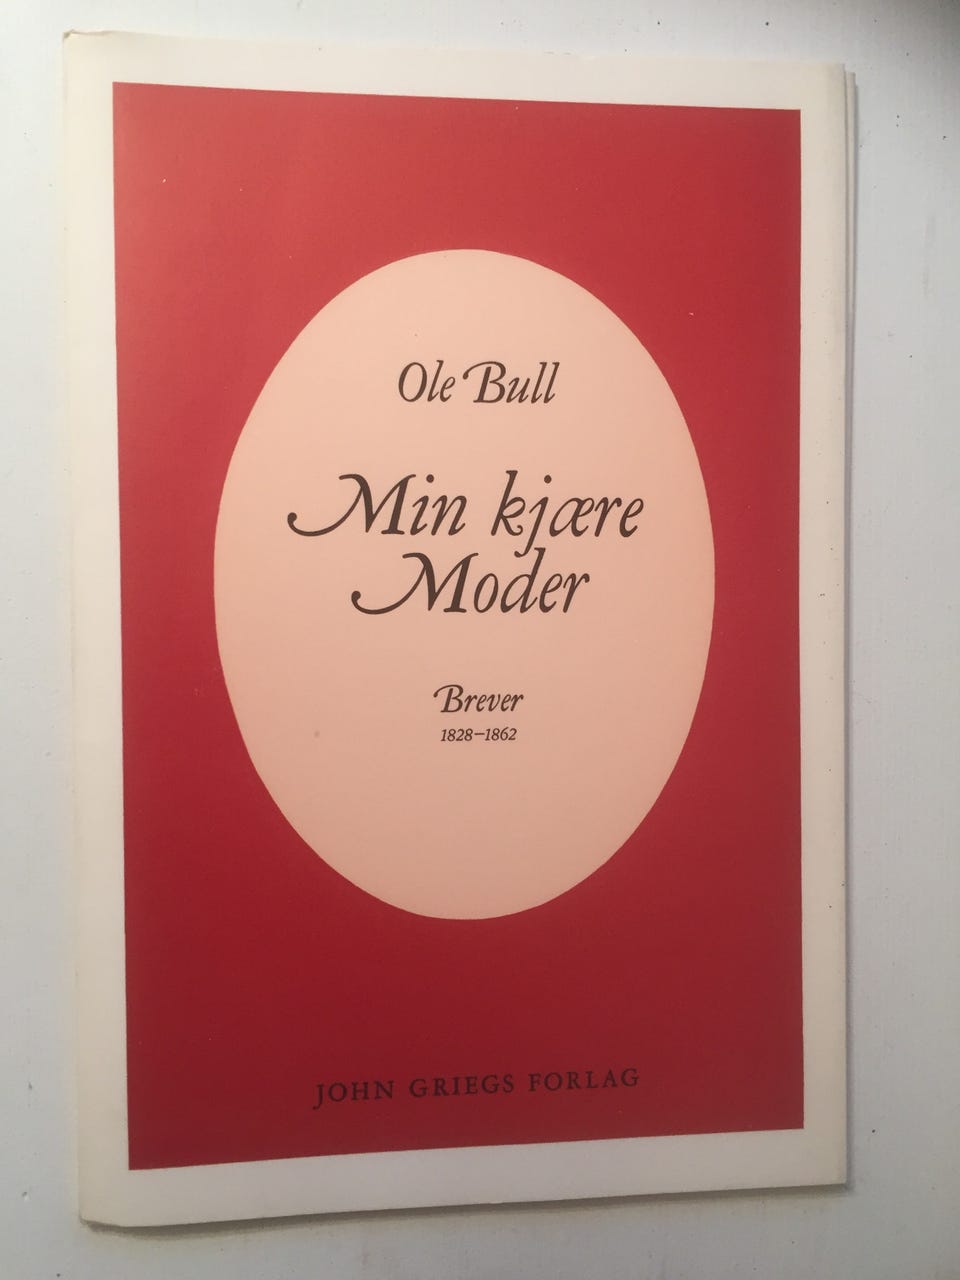 Ole Bull
Min kjære
Moder
Brever
1828–1862
JOHN GRIEGS FORLAG